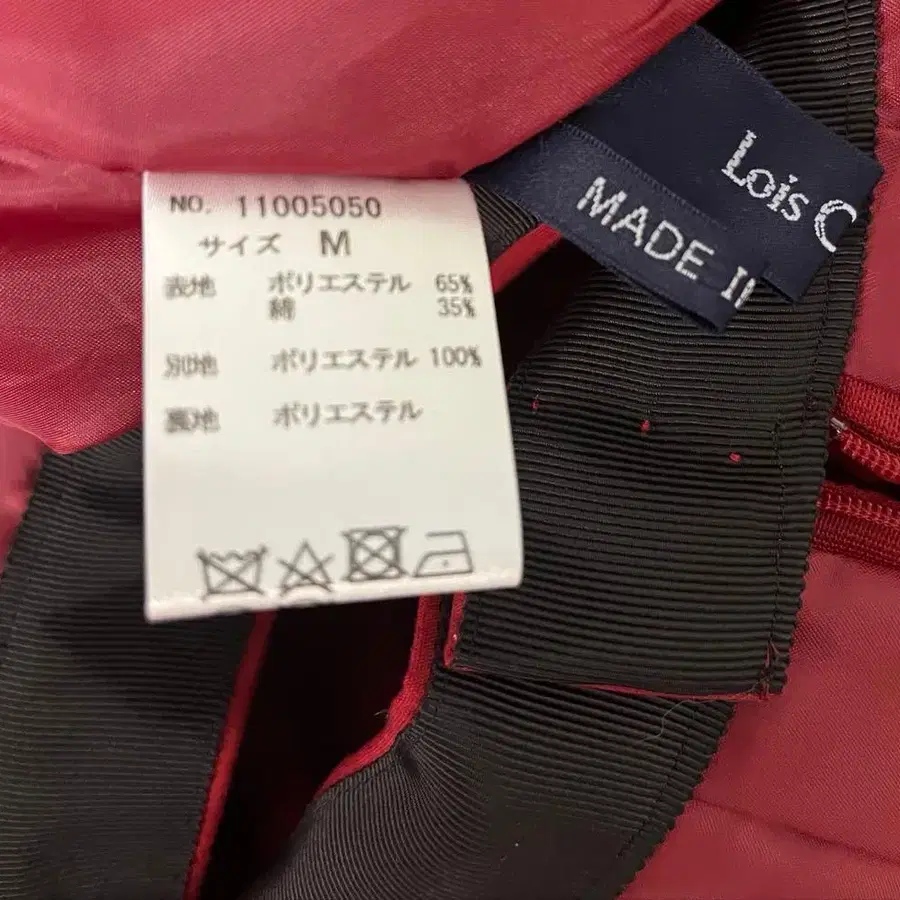 NO. 11005050
サイズ M
表地 ポリエステル 65%
綿 35%
別地 ポリエステル 100%
裏地 ポリエステル
Lois C
MADE I